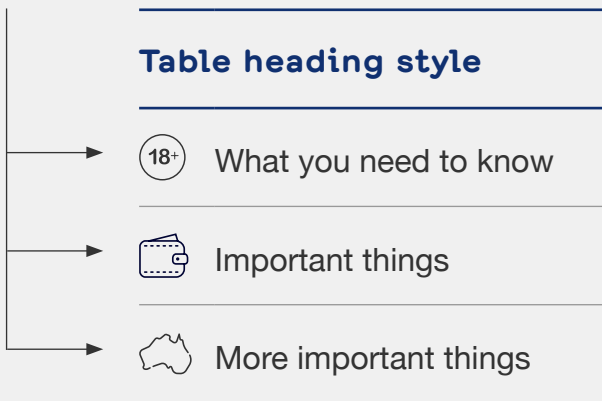 Table heading style
18+
What you need to know
Important things
More important things